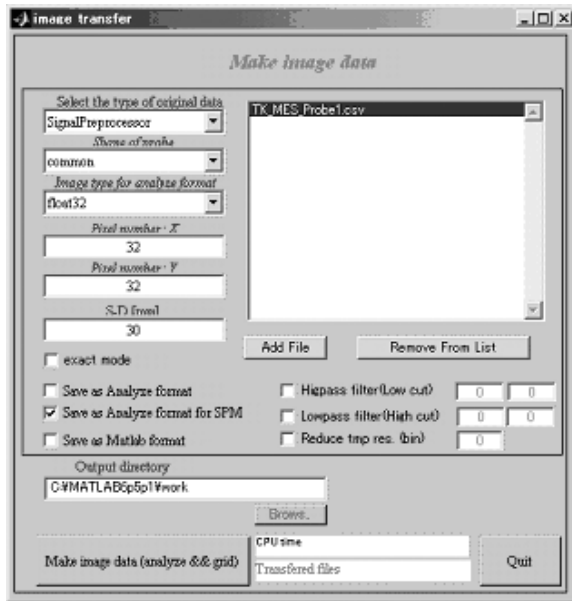 image transfer
Make image data
Select the type of original data
SignalPreprocessor
Shape of probe
common
Image type for analyze format
float32
Pixel number - X
32
Pixel number - Y
32
S-D [mm]
30
exact mode
TK_MES_Probe1.csv
Add File
Remove From List
Save as Analyze format
Save as Analyze format for SPM
Save as Matlab format
Higpass filter(Low cut) 0 0
Lowpass filter(High cut) 0 0
Reduce tmp res. (bin) 0
Output directory
C:¥MATLAB6p5p1¥work
Brows.
Make image data (analyze && grid)
CPU time
Transfered files
Quit